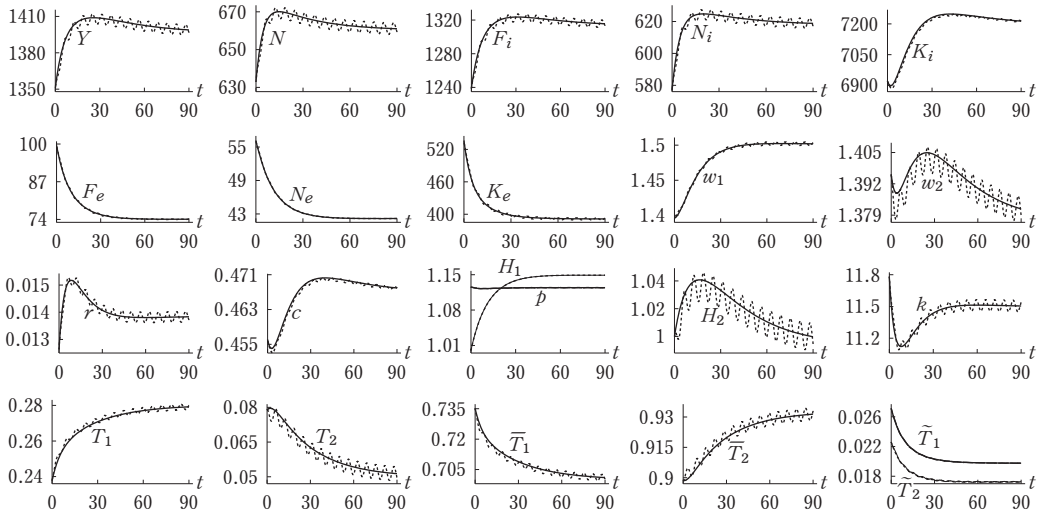 1410 1380 1350 Y 0 30 60 90 t
670 650 630 N 0 30 60 90 t
1320 1280 1240 F_i 0 30 60 90 t
620 600 580 N_i 0 30 60 90 t
7200 7050 6900 K_i 0 30 60 90 t
100 87 74 F_e 0 30 60 90 t
55 49 43 N_e 0 30 60 90 t
520 460 400 K_e 0 30 60 90 t
1.5 1.45 1.4 w_1 0 30 60 90 t
1.405 1.392 1.379 w_2 0 30 60 90 t
0.015 0.014 0.013 r 0 30 60 90 t
0.471 0.463 0.455 c 0 30 60 90 t
1.15 1.08 1.01 H_1 p 0 30 60 90 t
1.04 1.02 1 H_2 0 30 60 90 t
11.8 11.5 11.2 k 0 30 60 90 t
0.28 0.26 0.24 T_1 0 30 60 90 t
0.08 0.065 0.05 T_2 0 30 60 90 t
0.735 0.72 0.705 T̅_1 0 30 60 90 t
0.93 0.915 0.9 T̅_2 0 30 60 90 t
0.026 0.022 0.018 T̃_1 T̃_2 0 30 60 90 t